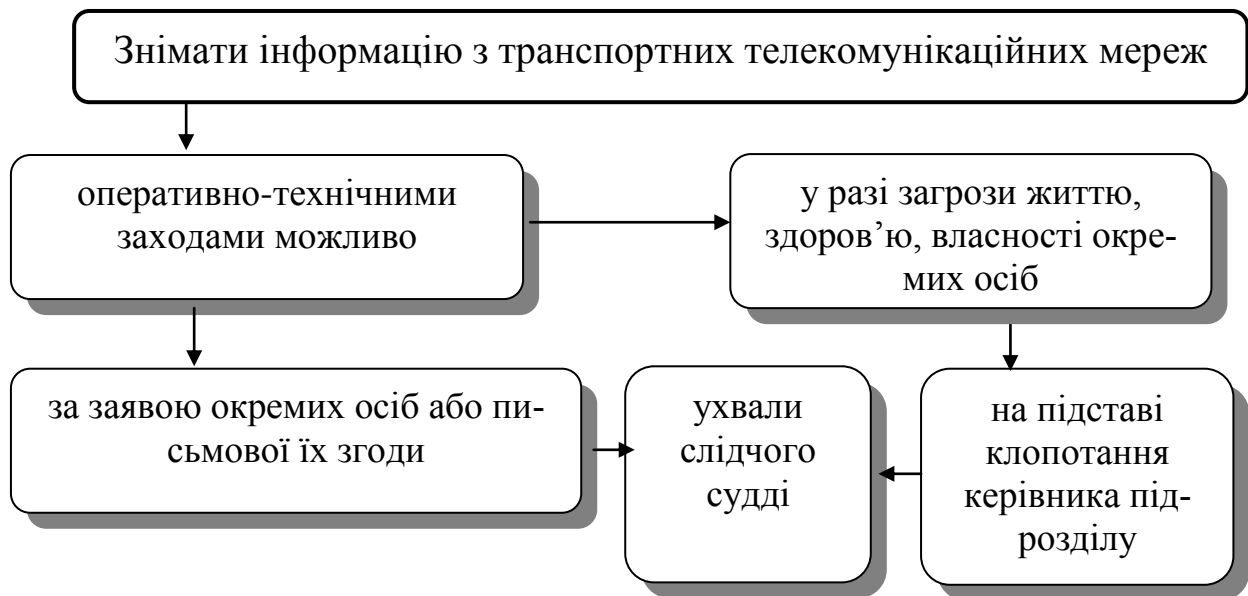 Знімати інформацію з транспортних телекомунікаційних мереж
оперативно-технічними
заходами можливо
у разі загрози життю,
здоров’ю, власності окре-
мих осіб
за заявою окремих осіб або пи-
сьмової їх згоди
ухвали
слідчого
судді
на підставі
клопотання
керівника під-
розділу